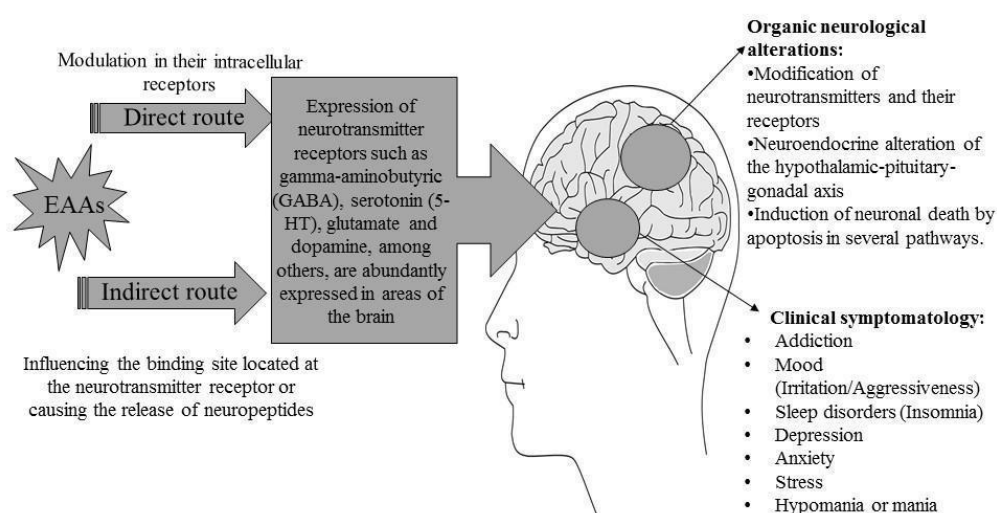 Modulation in their intracellular
receptors
Direct route
EAAs
Indirect route
Influencing the binding site located at
the neurotransmitter receptor or
causing the release of neuropeptides
Expression of
neurotransmitter
receptors such as
gamma-aminobutyric
(GABA), serotonin (5-
HT), glutamate and
dopamine, among
others, are abundantly
expressed in areas of
the brain
Organic neurological
alterations:
•Modification of
neurotransmitters and their
receptors
•Neuroendocrine alteration of
the hypothalamic-pituitary-
gonadal axis
•Induction of neuronal death by
apoptosis in several pathways.
Clinical symptomatology:
• Addiction
• Mood
(Irritation/Aggressiveness)
• Sleep disorders (Insomnia)
• Depression
• Anxiety
• Stress
• Hypomania or mania